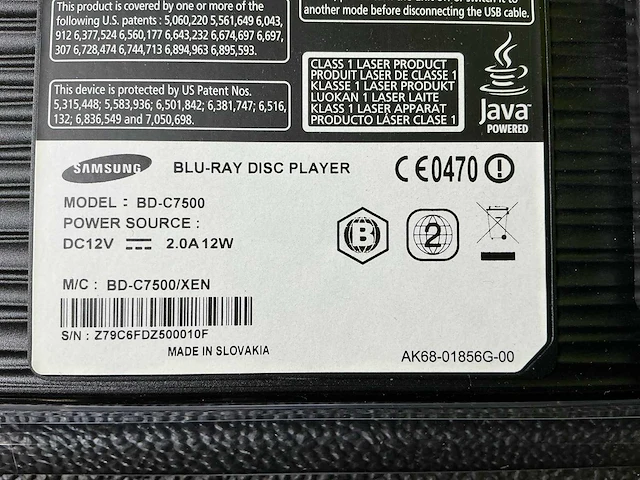 This product is covered by one or more of the
following U.S. patents : 5,060,220 5,561,649 6,043,
912 6,377,524 6,560,177 6,643,232 6,674,697 6,697,
307 6,728,474 6,744,713 6,894,963 6,895,593.
another mode before disconnecting the USB cable.
This device is protected by US Patent Nos.
5,315,448; 5,583,936; 6,501,842; 6,381,747; 6,516,
132; 6,836,549 and 7,050,698.
CLASS 1 LASER PRODUCT
PRODUIT LASER DE CLASSE 1
KLASSE 1 LASER PRODUKT
LUOKAN 1 LASER LAITE
KLASS 1 LASER APPARAT
PRODUCTO LÁSER CLASE 1
Java
POWERED
SAMSUNG
BLU-RAY DISC PLAYER
CE0470
MODEL : BD-C7500
POWER SOURCE :
DC12V 2.0A 12W
B
2
M/C: BD-C7500/XEN
S/N : Z79C6FDZ500010F
MADE IN SLOVAKIA
AK68-01856G-00